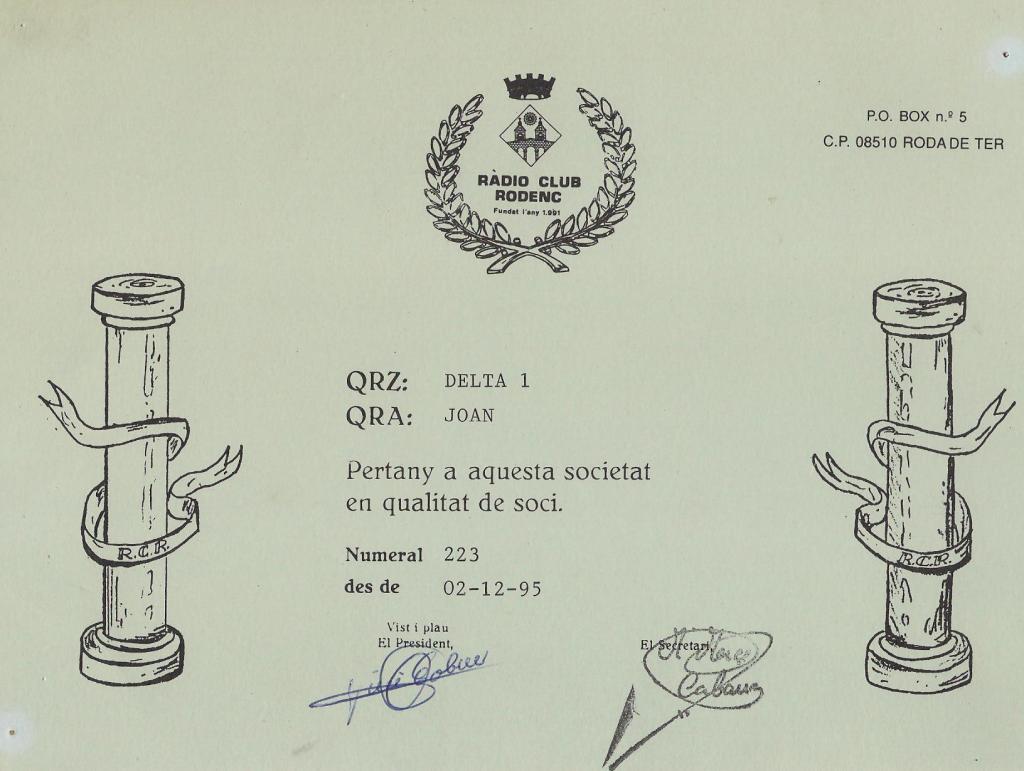 P.O. BOX n.º 5
C.P. 08510 RODA DE TER
RÀDIO CLUB
RODENC
Fundat l'any 1.991
QRZ: DELTA 1
QRA: JOAN
Pertany a aquesta societat
en qualitat de soci.
Numeral 223
des de 02-12-95
R.C.R.
R.C.R.
Vist i plau
El President,
El Secretari,